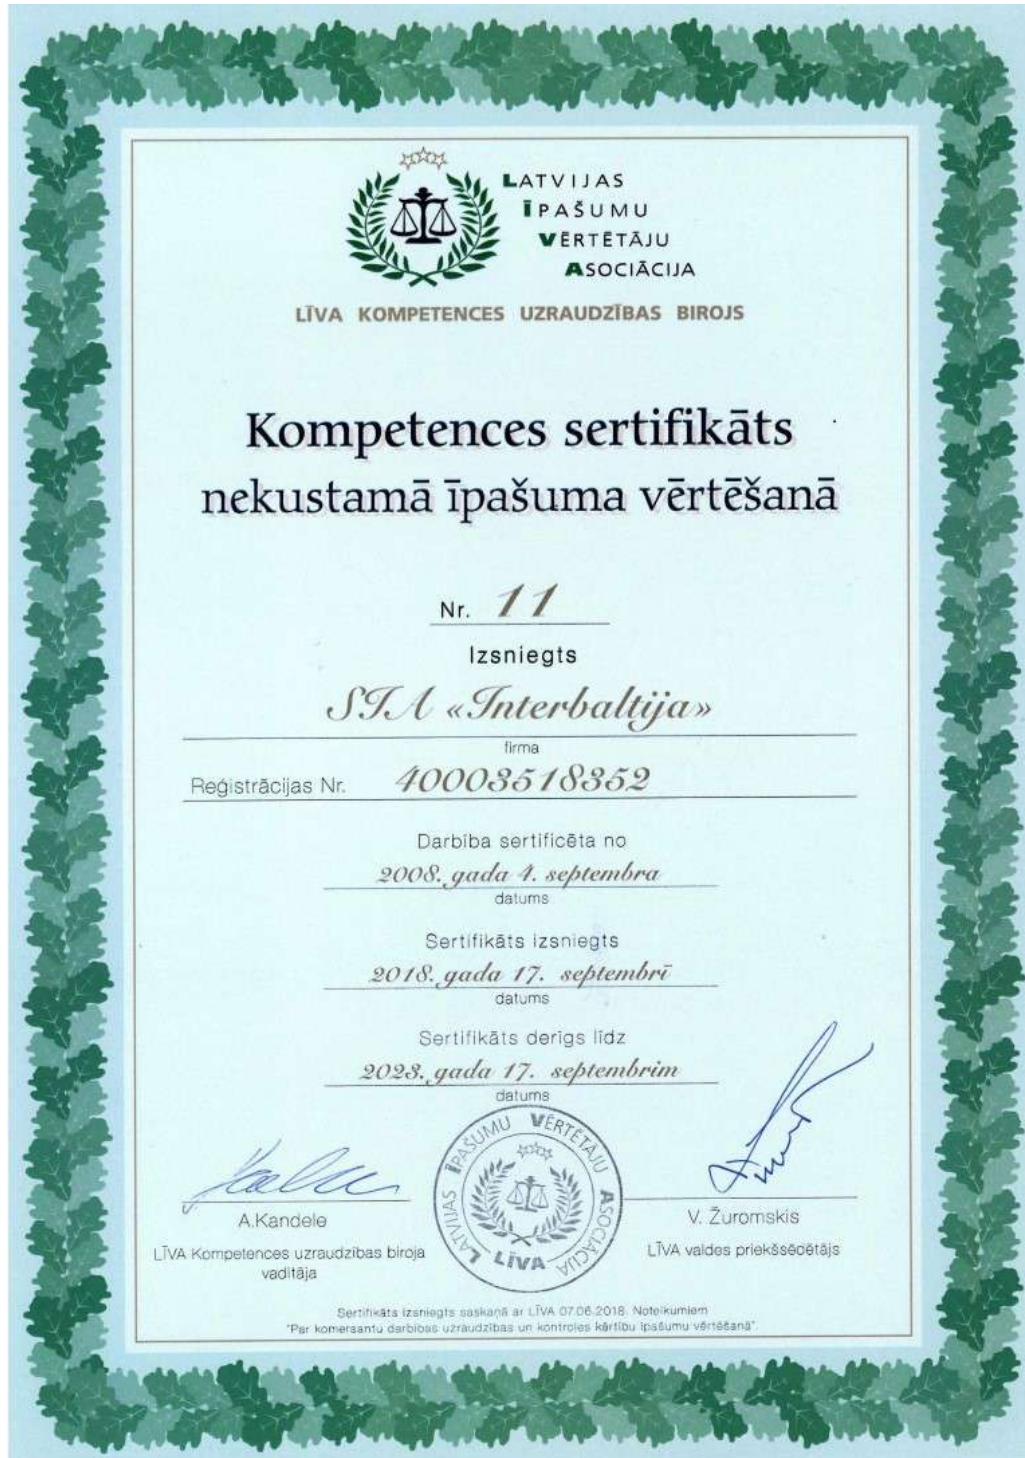 LATVIJAS
ĪPAŠUMU
VĒRTĒTĀJU
ASOCIĀCIJA
LĪVA KOMPETENCES UZRAUDZĪBAS BIROJS
Kompetences sertifikāts
nekustamā īpašuma vērtēšanā
Nr. 11
Izsniegts
SIA «Interbaltija»
firma
Reģistrācijas Nr. 40003518352
Darbība sertificēta no
2008. gada 4. septembra
datums
Sertifikāts izsniegts
2018. gada 17. septembrī
datums
Sertifikāts derīgs līdz
2023. gada 17. septembrim
datums
LATVIJAS ĪPAŠUMU VĒRTĒTĀJU ASOCIĀCIJA
LĪVA
A.Kandele
LĪVA Kompetences uzraudzības biroja
vadītāja
V. Žuromskis
LĪVA valdes priekšsēdētājs
Sertifikāts izsniegts saskaņā ar LĪVA 07.06.2018. Noteikumiem
"Par komersantu darbības uzraudzības un kontroles kārtību īpašumu vērtēšanā".